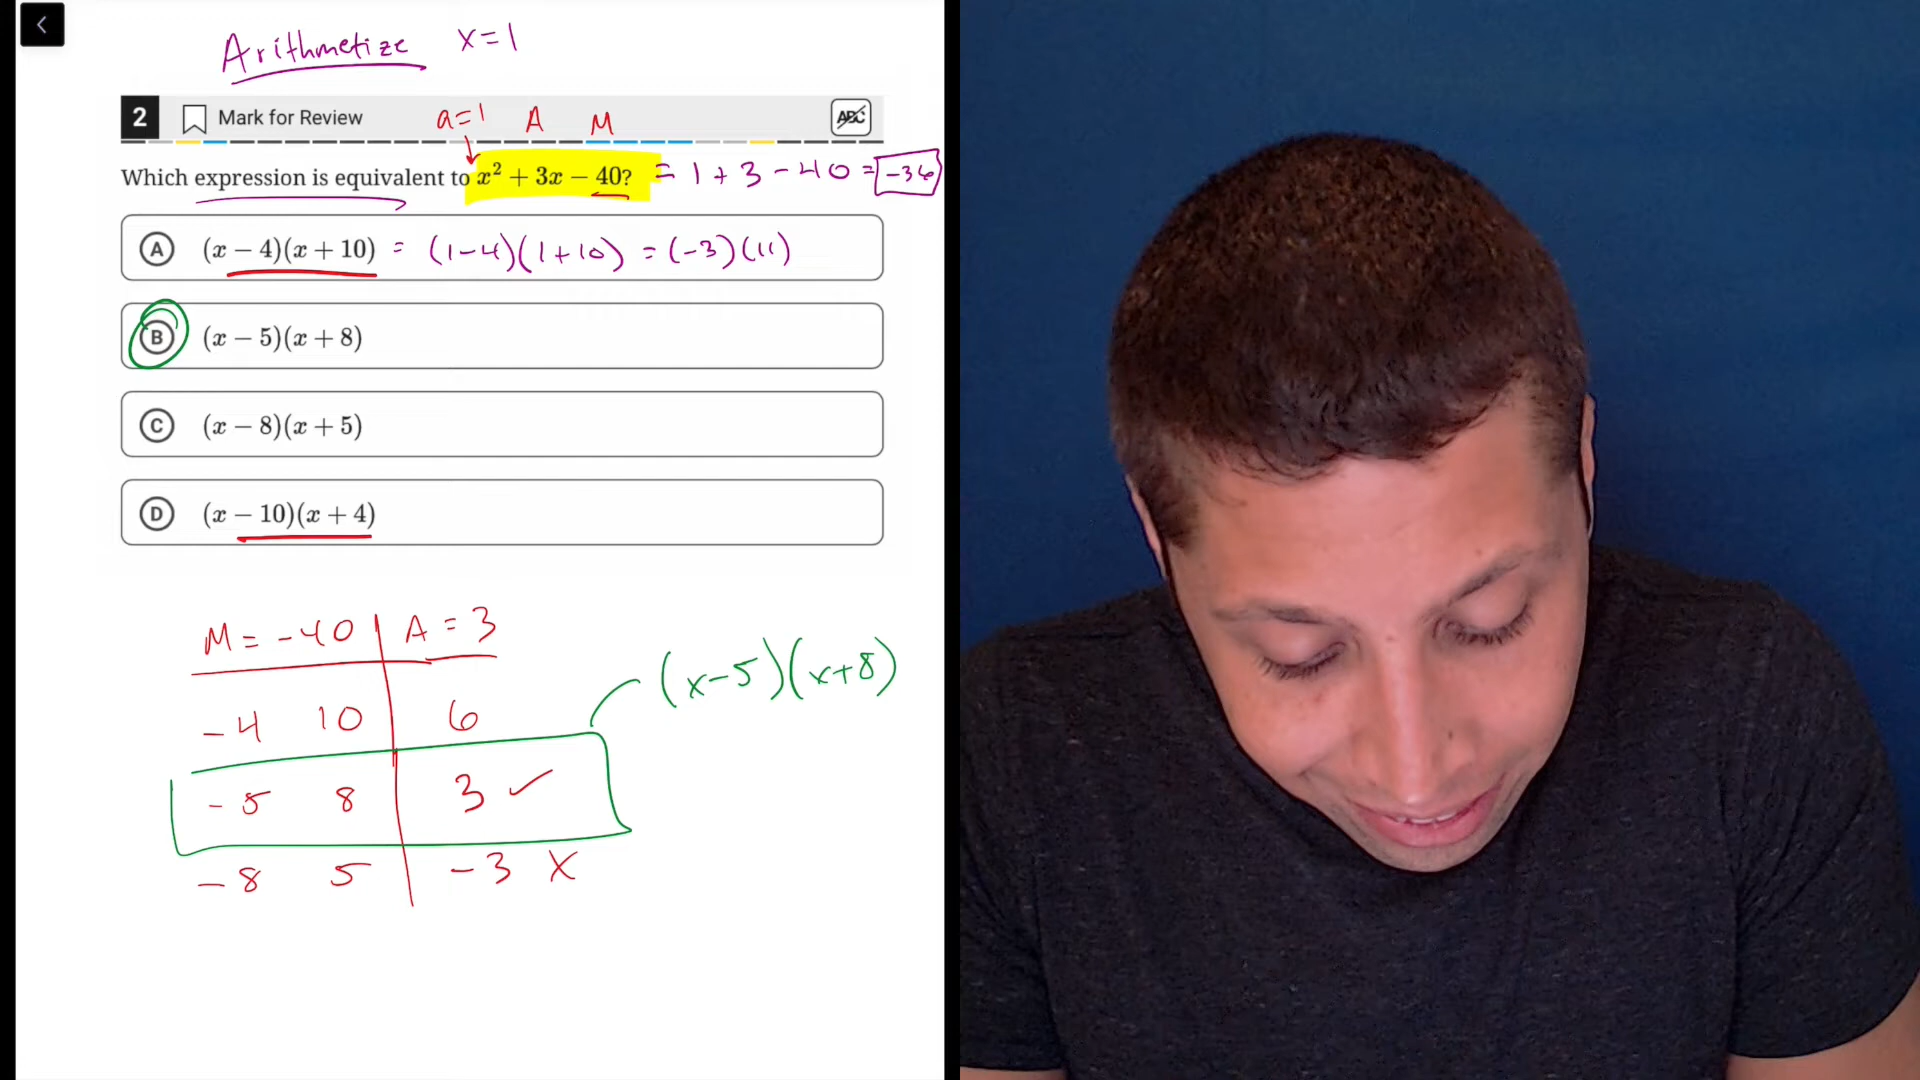 Arithmetize x=1
2 Mark for Review a=1 A M ABC
Which expression is equivalent to x² + 3x − 40? = 1 + 3 - 40 = -36
A (x − 4)(x + 10) = (1-4)(1+10) = (-3)(11)
B (x − 5)(x + 8)
C (x − 8)(x + 5)
D (x − 10)(x + 4)
M = -40 A = 3
-4 10 6
(x-5)(x+8)
-5 8 3 ✓
-8 5 -3 X